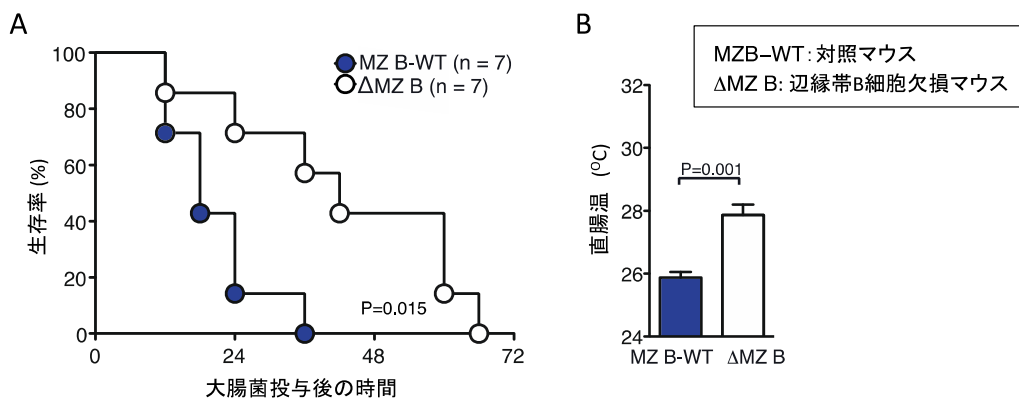 A
100
80
60
40
20
0
生存率(%)
MZ B-WT (n = 7)
ΔMZ B (n = 7)
P=0.015
0
24
48
72
大腸菌投与後の時間
B
MZB–WT: 対照マウス
ΔMZ B: 辺縁帯B細胞欠損マウス
32
30
28
26
24
直腸温 (℃)
P=0.001
MZ B-WT
ΔMZ B